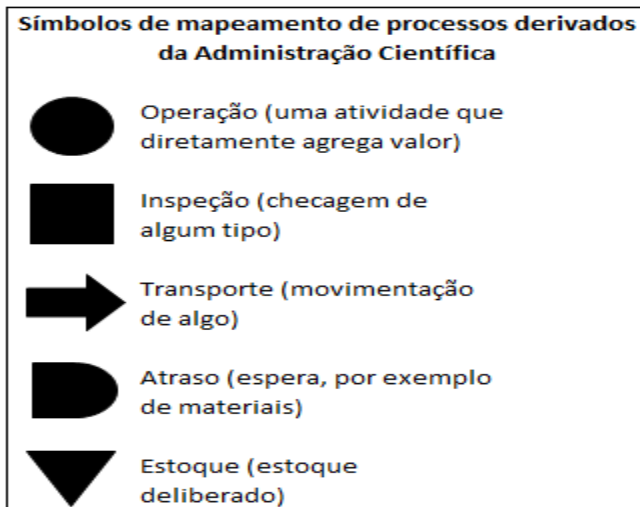 Símbolos de mapeamento de processos derivados
da Administração Científica
Operação (uma atividade que
diretamente agrega valor)
Inspeção (checagem de
algum tipo)
Transporte (movimentação
de algo)
Atraso (espera, por exemplo
de materiais)
Estoque (estoque
deliberado)